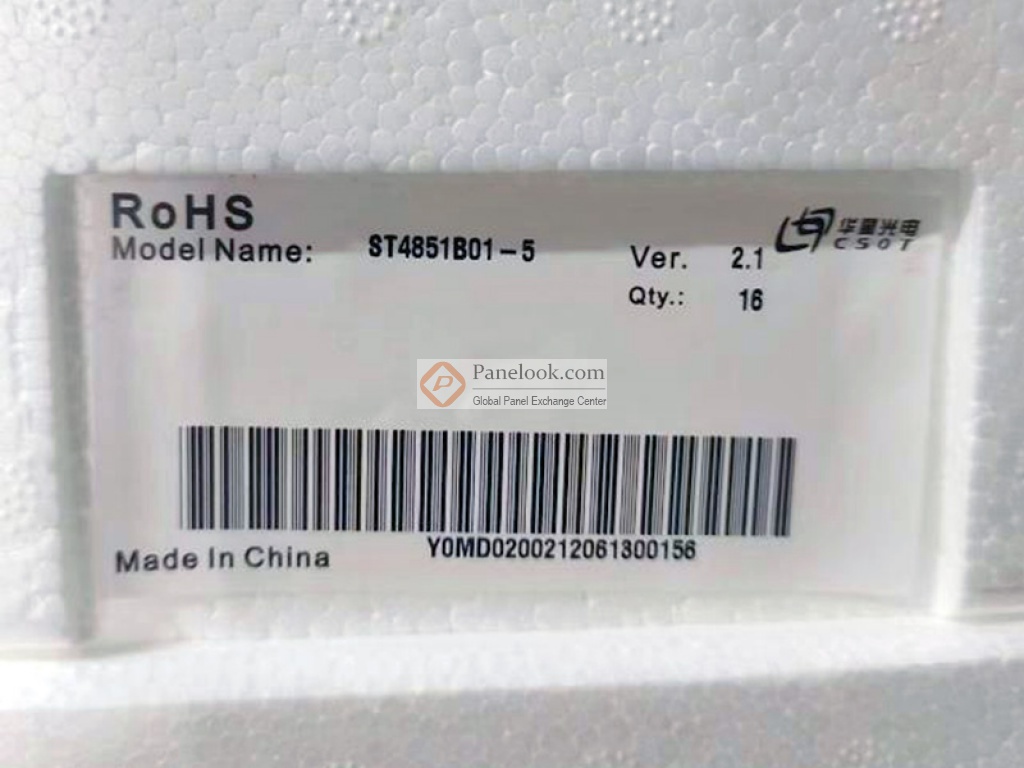 RoHS
Model Name: ST4851B01-5
Ver. 2.1
华星光电
CSOT
Qty.: 16
Panelook.com
Global Panel Exchange Center
Y0MD0200212061300156
Made In China